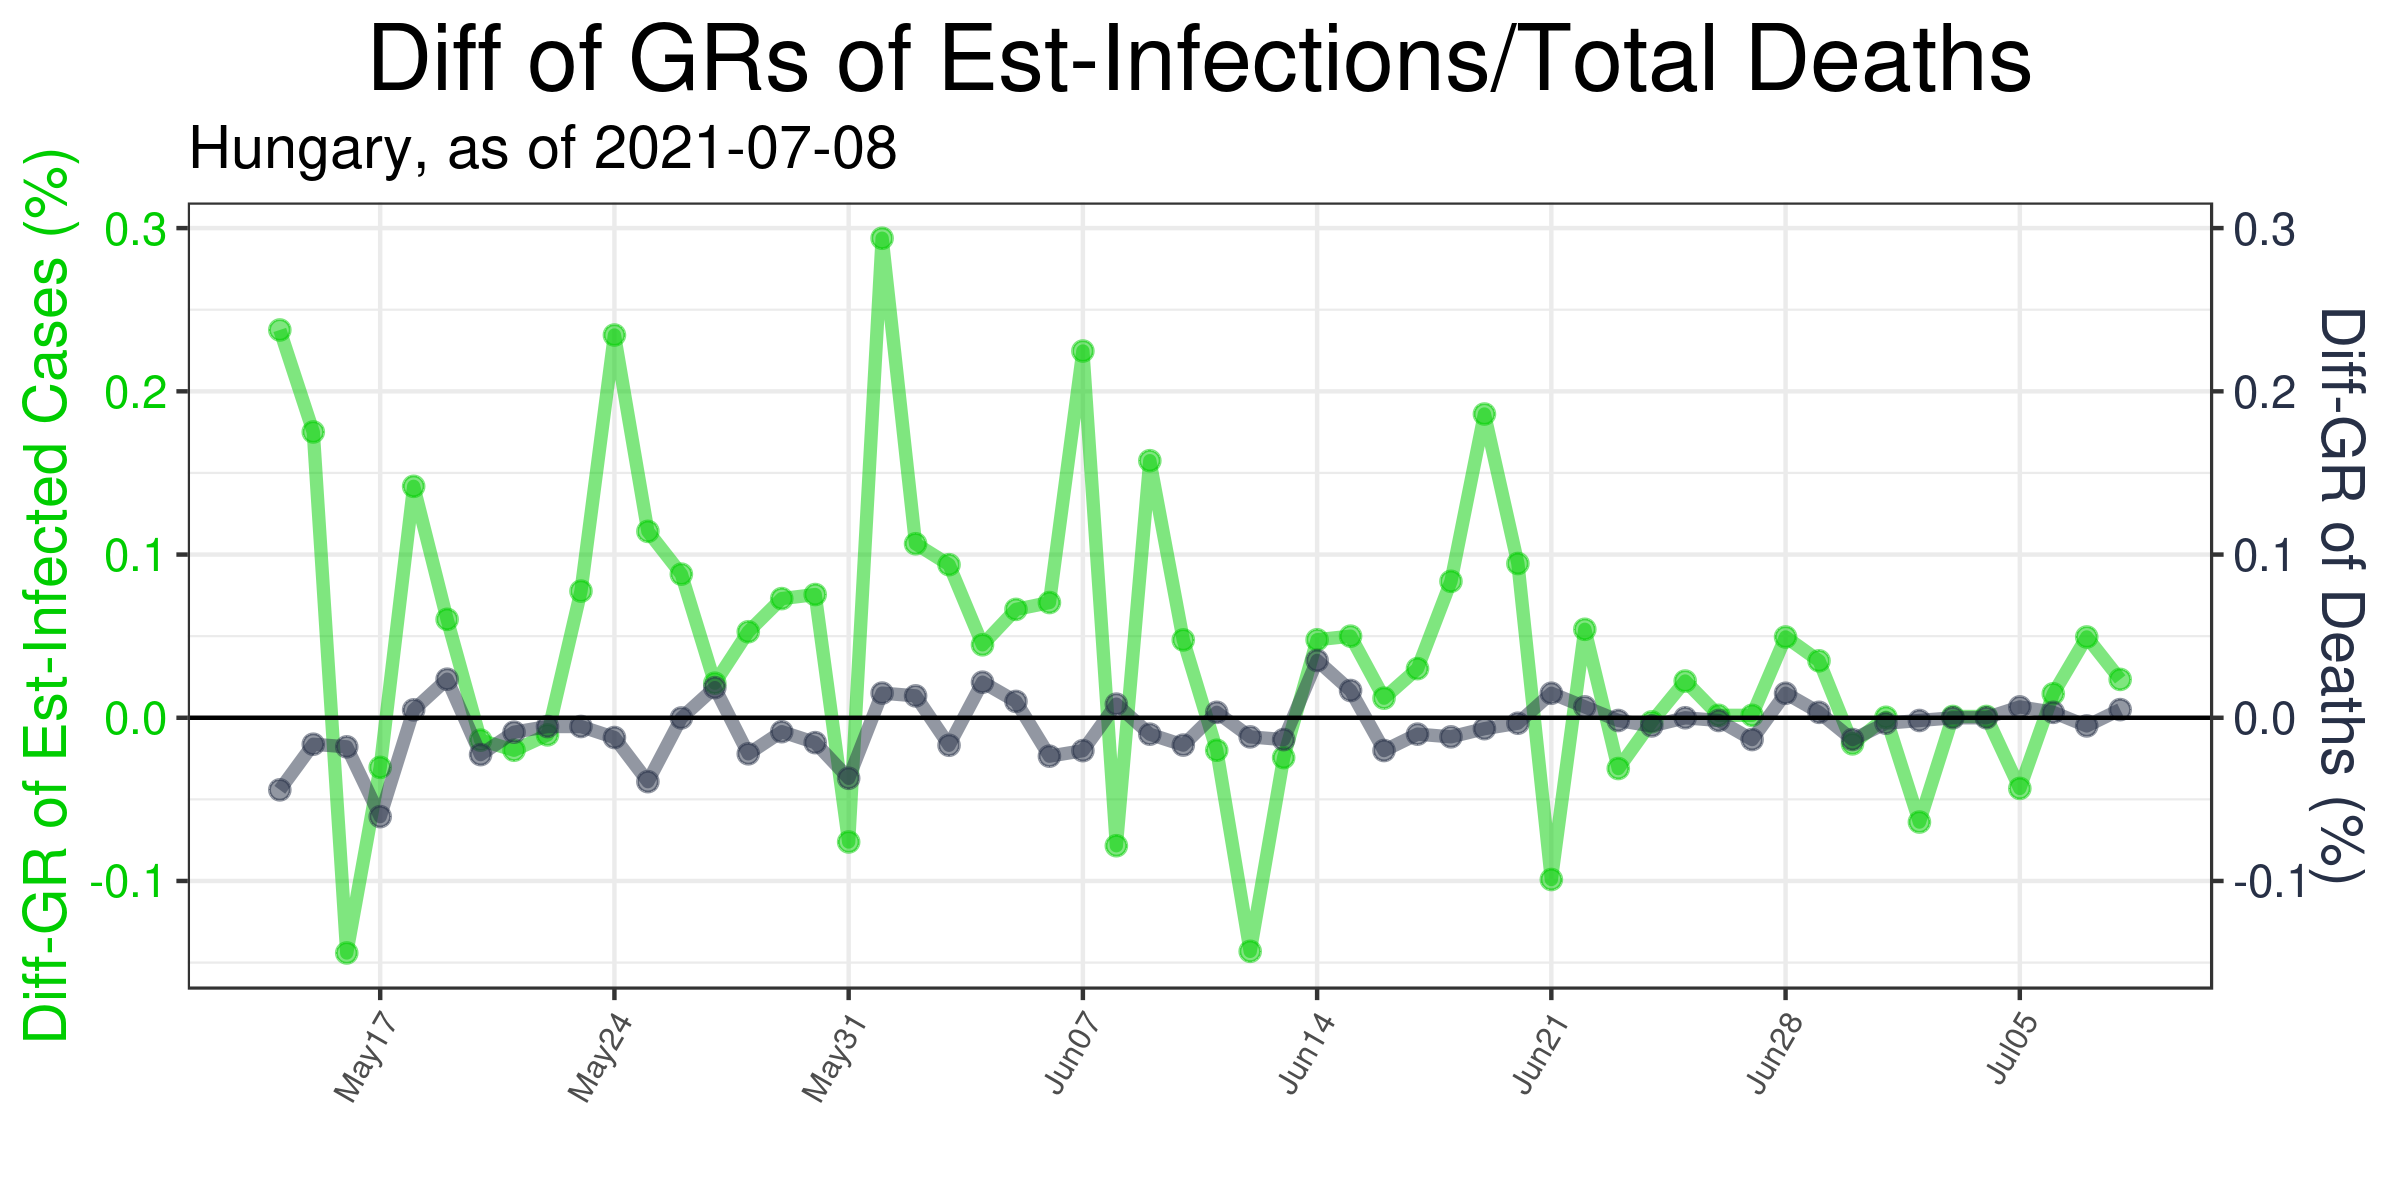 Diff of GRs of Est-Infections/Total Deaths
Hungary, as of 2021-07-08
Diff-GR of Est-Infected Cases (%)
0.3
0.2
0.1
0.0
-0.1
0.3
0.2
0.1
0.0
-0.1
Diff-GR of Deaths (%)
May17
May24
May31
Jun07
Jun14
Jun21
Jun28
Jul05